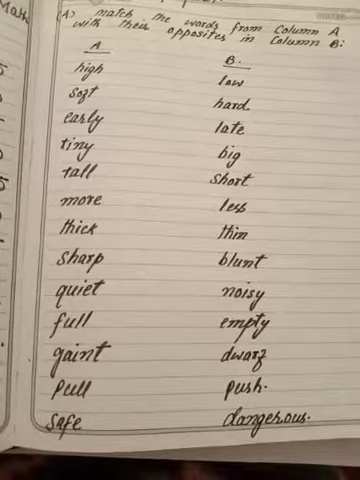 (A) match the words from Column A
with their opposites in Column B:
A B.
high low
soft hard
early late
tiny big
tall short
more less
thick thin
sharp blunt
quiet noisy
full empty
gaint dwarf
pull push.
safe dangerous.